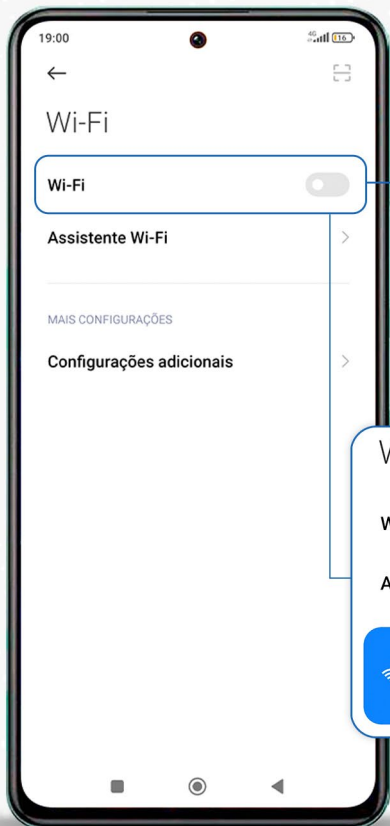 19:00
4G
16
Wi-Fi
Wi-Fi
Assistente Wi-Fi
MAIS CONFIGURAÇÕES
Configurações adicionais
W
A